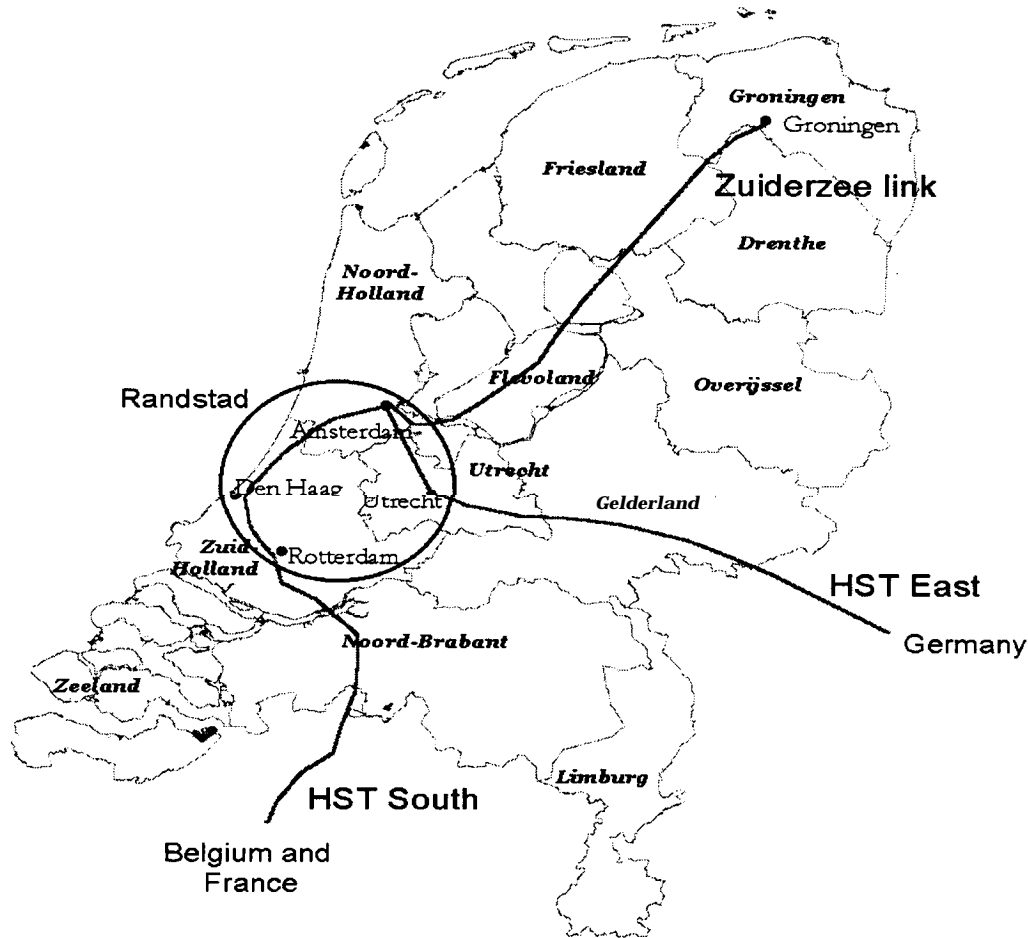 Groningen
Groningen
Friesland
Zuiderzee link
Drenthe
Noord-
Holland
Flevoland
Overijssel
Randstad
Amsterdam
Utrecht
Den Haag
Utrecht
Gelderland
Zuid-
Holland
Rotterdam
HST East
Germany
Noord-Brabant
Zeeland
Limburg
HST South
Belgium and
France